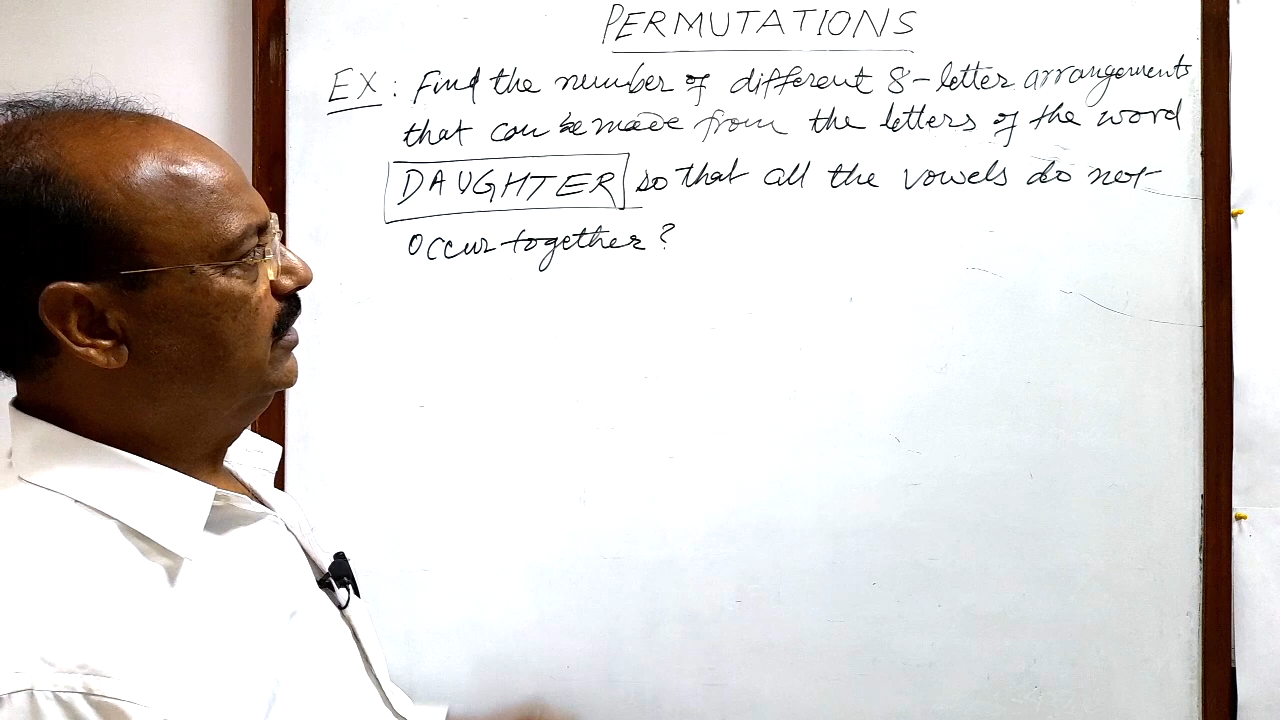 PERMUTATIONS
EX: Find the number of different 8-letter arrangements
that can be made from the letters of the word
DAUGHTER so that all the vowels do not
occur together?